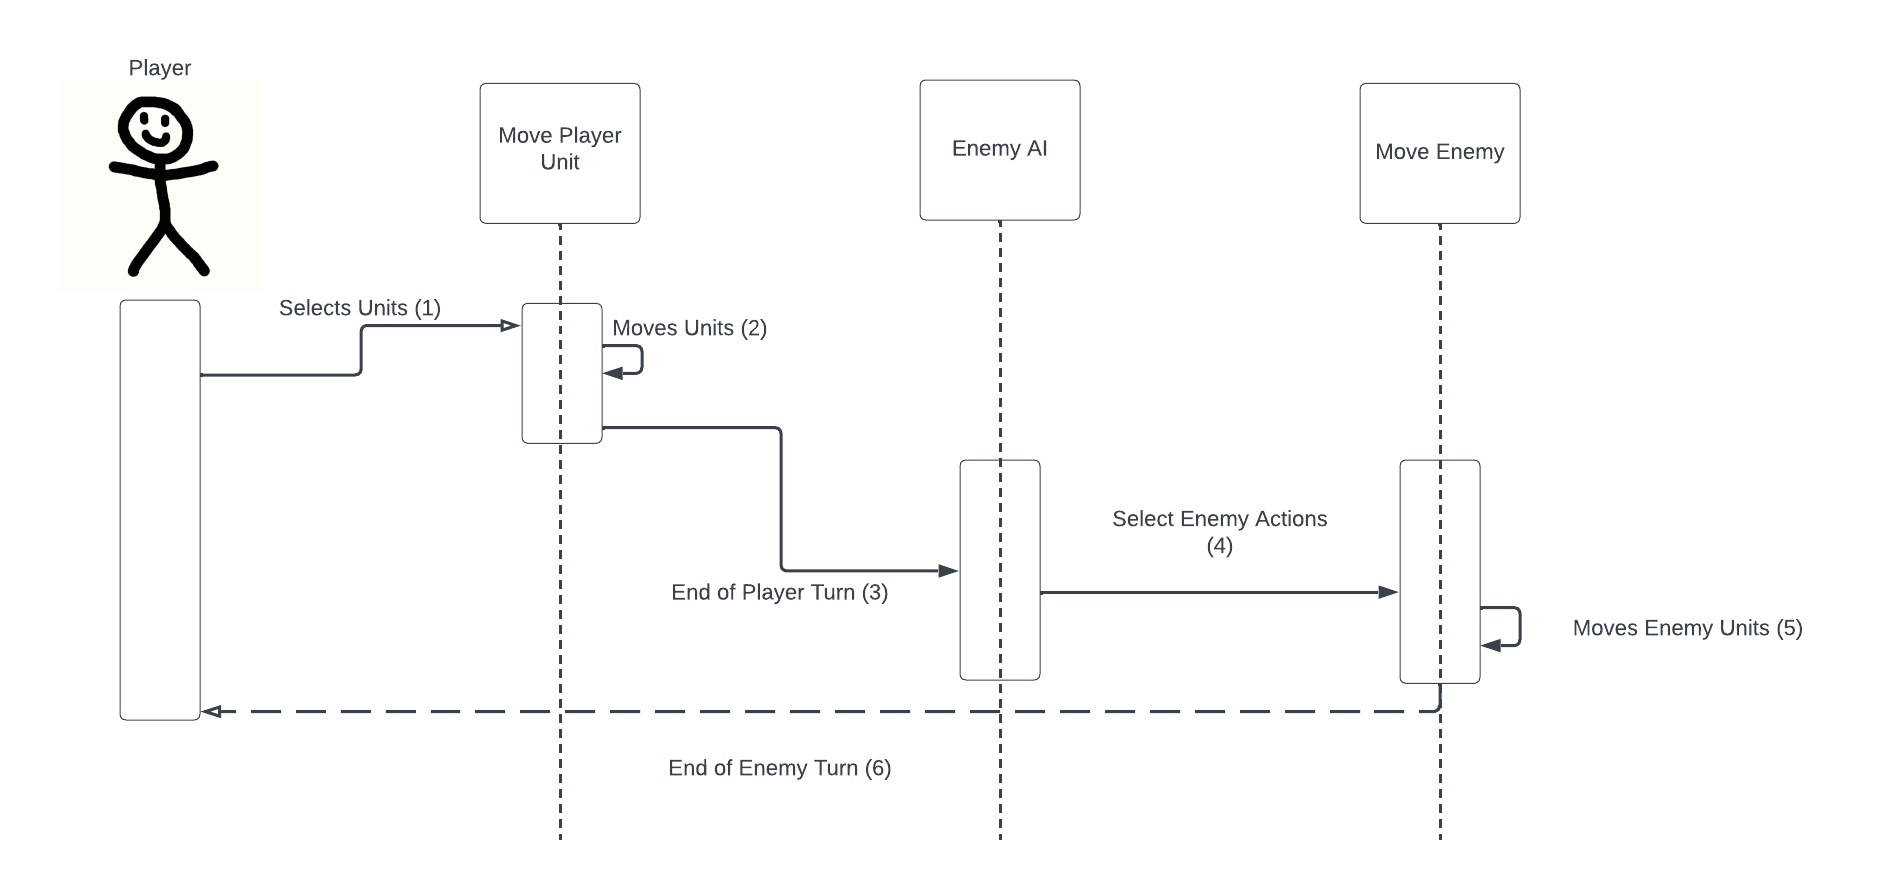 Player
Move Player
Unit
Enemy AI
Move Enemy
Selects Units (1)
Moves Units (2)
Select Enemy Actions
(4)
End of Player Turn (3)
Moves Enemy Units (5)
End of Enemy Turn (6)